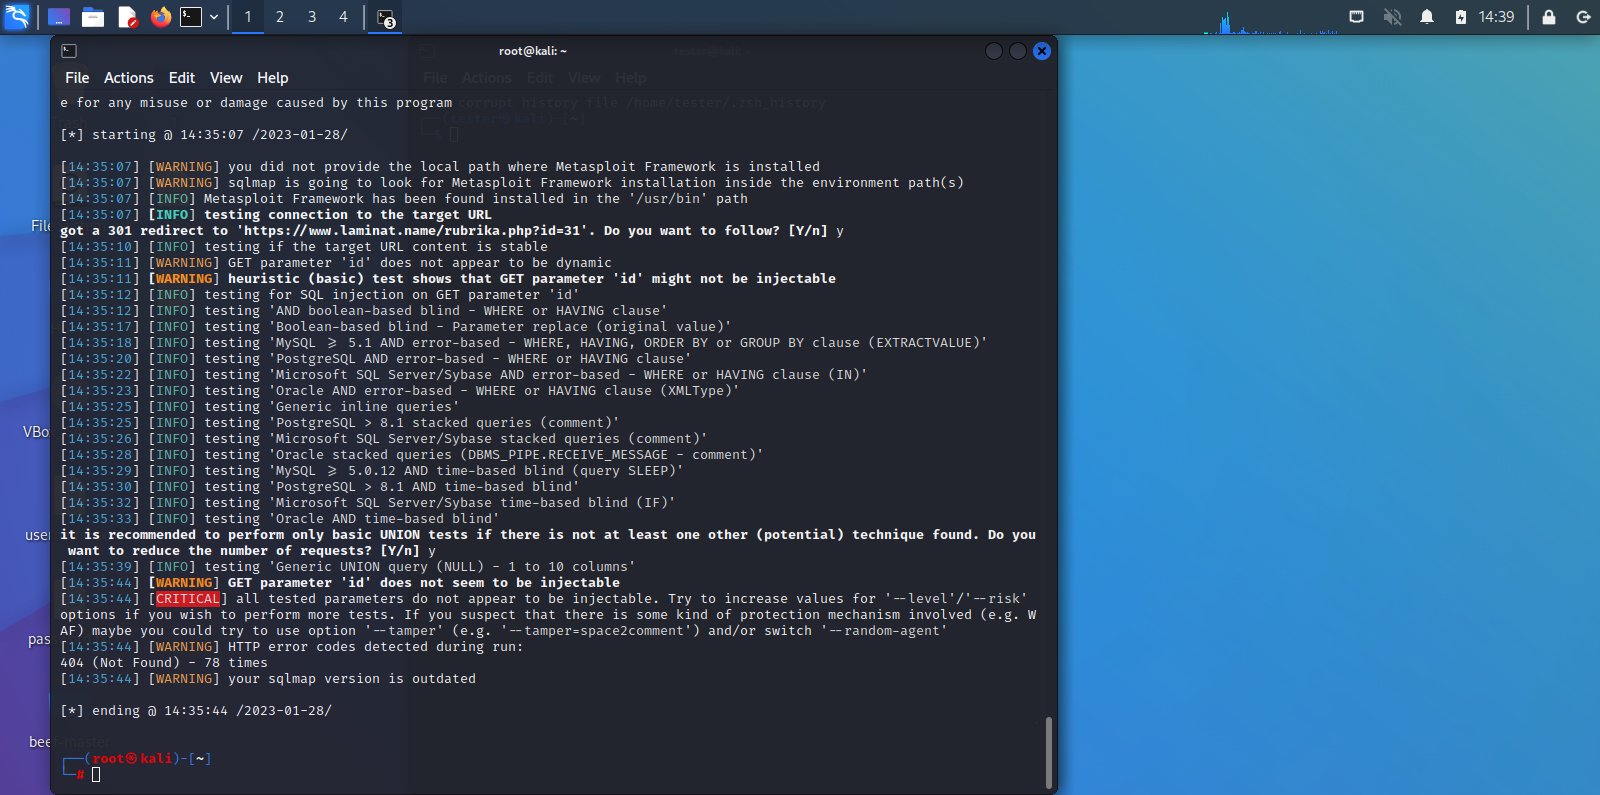 1 2 3 4 3 14:39
root@kali: ~
File Actions Edit View Help
e for any misuse or damage caused by this program
corrupt history file /home/tester/.zsh_history
[*] starting @ 14:35:07 /2023-01-28/
[14:35:07] [WARNING] you did not provide the local path where Metasploit Framework is installed
[14:35:07] [WARNING] sqlmap is going to look for Metasploit Framework installation inside the environment path(s)
[14:35:07] [INFO] Metasploit Framework has been found installed in the '/usr/bin' path
[14:35:07] [INFO] testing connection to the target URL
got a 301 redirect to 'https://www.laminat.name/rubrika.php?id=31'. Do you want to follow? [Y/n] y
[14:35:10] [INFO] testing if the target URL content is stable
[14:35:11] [WARNING] GET parameter 'id' does not appear to be dynamic
[14:35:11] [WARNING] heuristic (basic) test shows that GET parameter 'id' might not be injectable
[14:35:12] [INFO] testing for SQL injection on GET parameter 'id'
[14:35:12] [INFO] testing 'AND boolean-based blind - WHERE or HAVING clause'
[14:35:17] [INFO] testing 'Boolean-based blind - Parameter replace (original value)'
[14:35:18] [INFO] testing 'MySQL ⩾ 5.1 AND error-based - WHERE, HAVING, ORDER BY or GROUP BY clause (EXTRACTVALUE)'
[14:35:20] [INFO] testing 'PostgreSQL AND error-based - WHERE or HAVING clause'
[14:35:22] [INFO] testing 'Microsoft SQL Server/Sybase AND error-based - WHERE or HAVING clause (IN)'
[14:35:23] [INFO] testing 'Oracle AND error-based - WHERE or HAVING clause (XMLType)'
[14:35:25] [INFO] testing 'Generic inline queries'
[14:35:25] [INFO] testing 'PostgreSQL > 8.1 stacked queries (comment)'
[14:35:26] [INFO] testing 'Microsoft SQL Server/Sybase stacked queries (comment)'
[14:35:28] [INFO] testing 'Oracle stacked queries (DBMS_PIPE.RECEIVE_MESSAGE - comment)'
[14:35:29] [INFO] testing 'MySQL ⩾ 5.0.12 AND time-based blind (query SLEEP)'
[14:35:30] [INFO] testing 'PostgreSQL > 8.1 AND time-based blind'
[14:35:32] [INFO] testing 'Microsoft SQL Server/Sybase time-based blind (IF)'
[14:35:33] [INFO] testing 'Oracle AND time-based blind'
it is recommended to perform only basic UNION tests if there is not at least one other (potential) technique found. Do you
want to reduce the number of requests? [Y/n] y
[14:35:39] [INFO] testing 'Generic UNION query (NULL) - 1 to 10 columns'
[14:35:44] [WARNING] GET parameter 'id' does not seem to be injectable
[14:35:44] [CRITICAL] all tested parameters do not appear to be injectable. Try to increase values for '--level'/'--risk'
options if you wish to perform more tests. If you suspect that there is some kind of protection mechanism involved (e.g. W
AF) maybe you could try to use option '--tamper' (e.g. '--tamper=space2comment') and/or switch '--random-agent'
[14:35:44] [WARNING] HTTP error codes detected during run:
404 (Not Found) - 78 times
[14:35:44] [WARNING] your sqlmap version is outdated
[*] ending @ 14:35:44 /2023-01-28/
(root㉿kali)-[~]
#
File
VBo
user
pas
beef-master